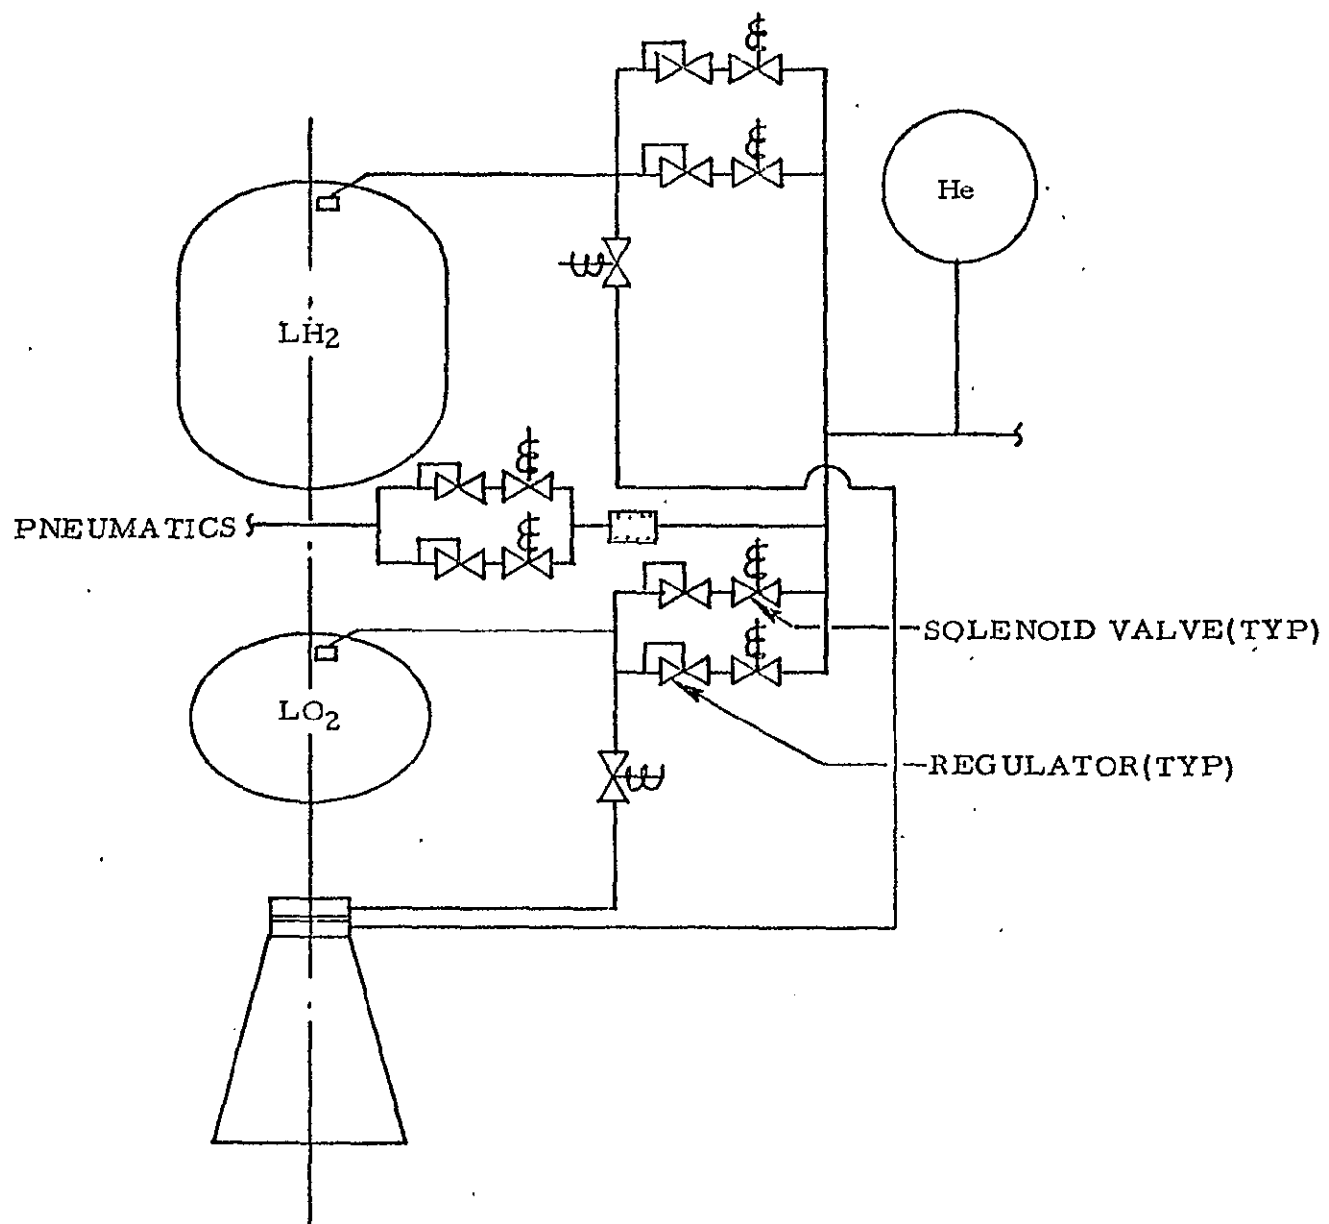 He
LH2
PNEUMATICS
SOLENOID VALVE(TYP)
LO2
REGULATOR(TYP)